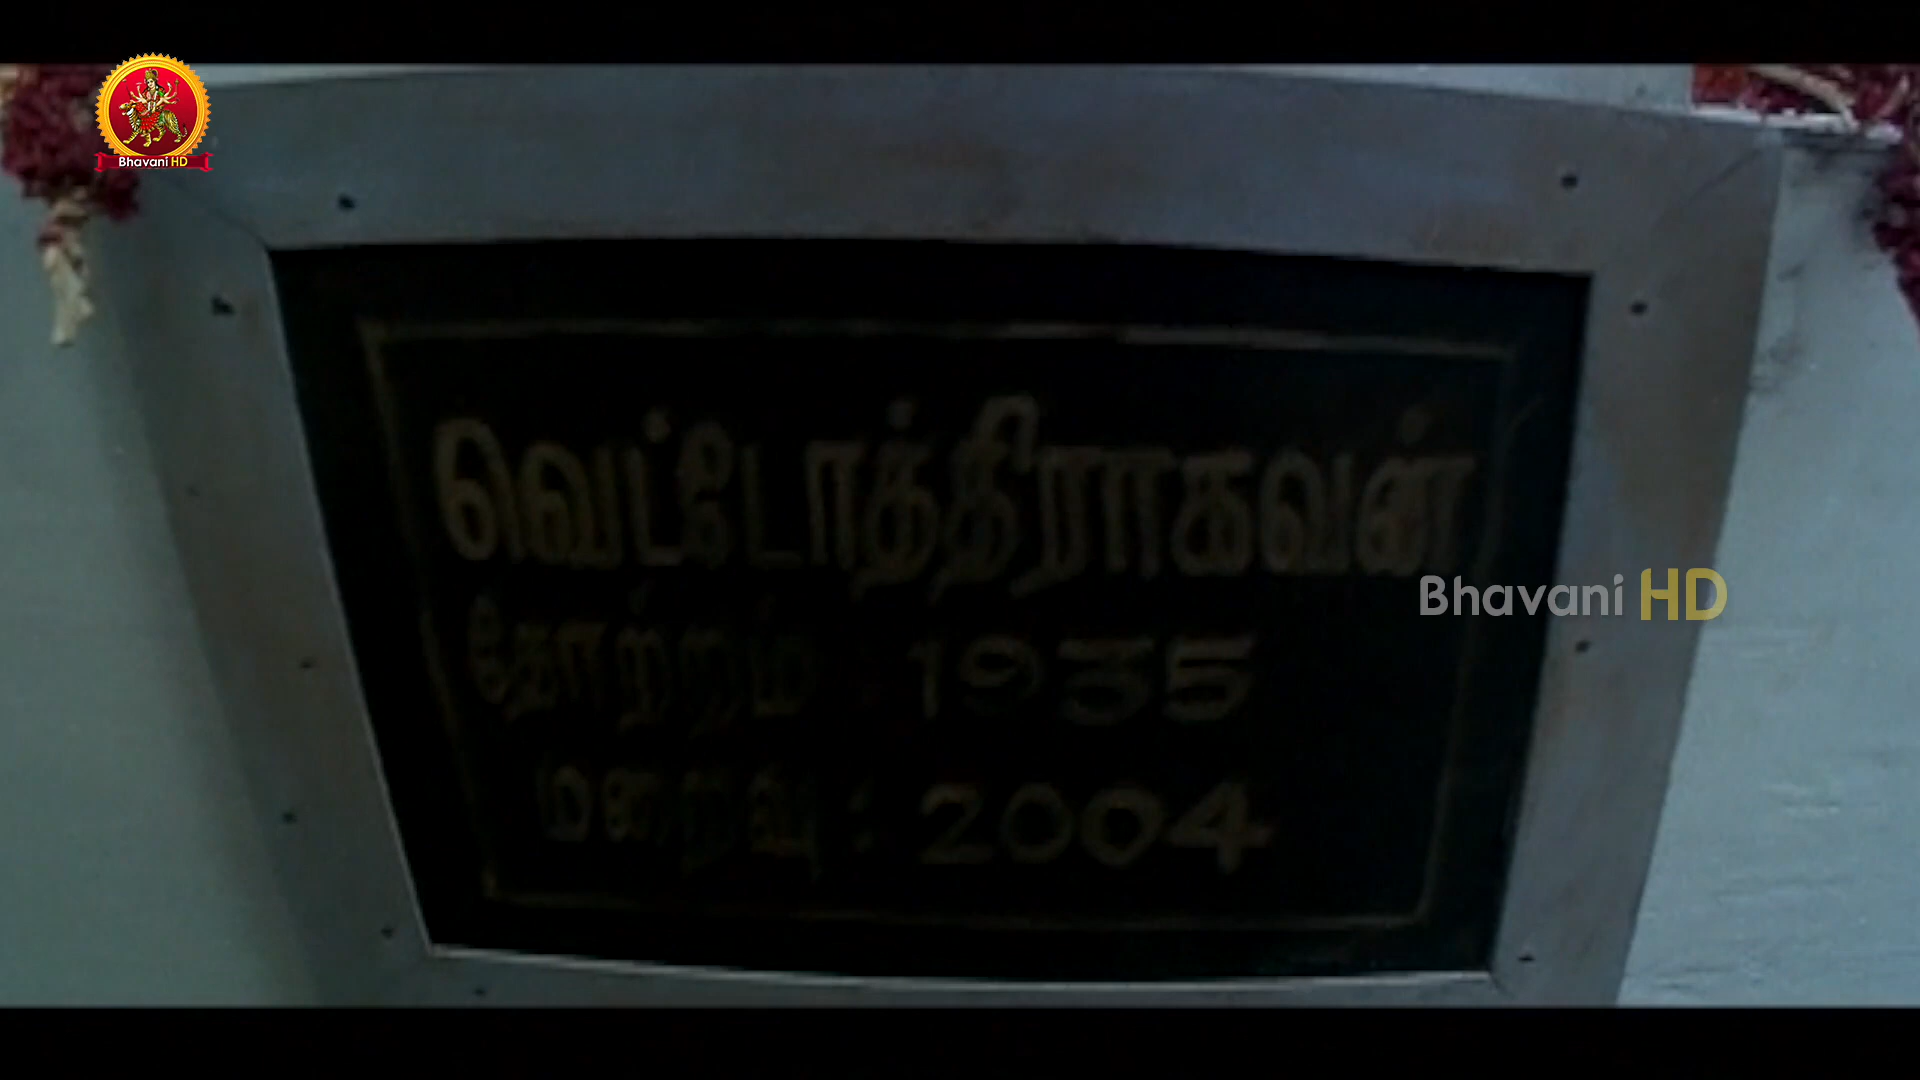 Bhavani HD
வெட்டோத்திராகவன்
Bhavani HD
தோற்றம் : 1935
மறைவு : 2004